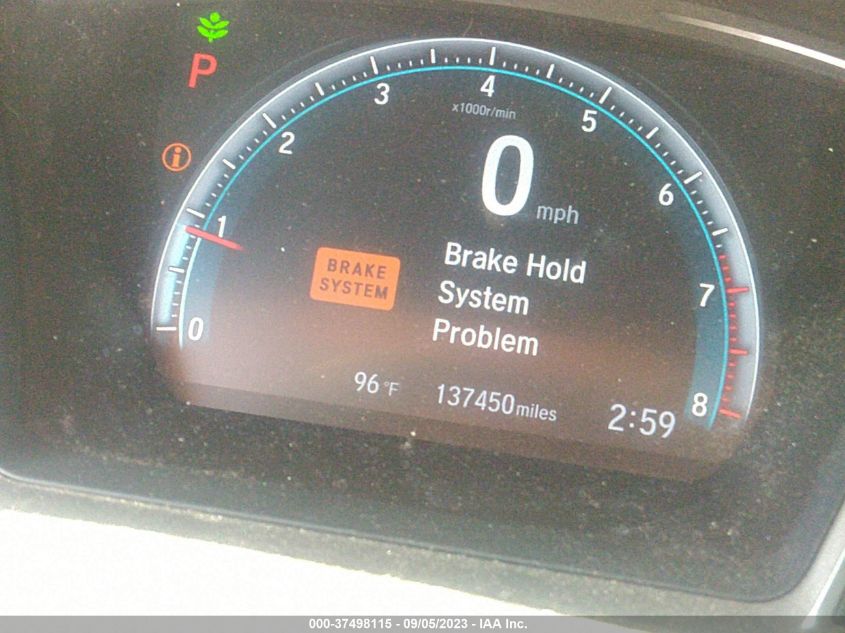 P
4
3
x1000r/min
5
2
0
mph
6
1
BRAKE
SYSTEM
Brake Hold
System
Problem
7
0
96°F
137450miles
2:59
8
000-37498115 - 09/05/2023 - IAA Inc.